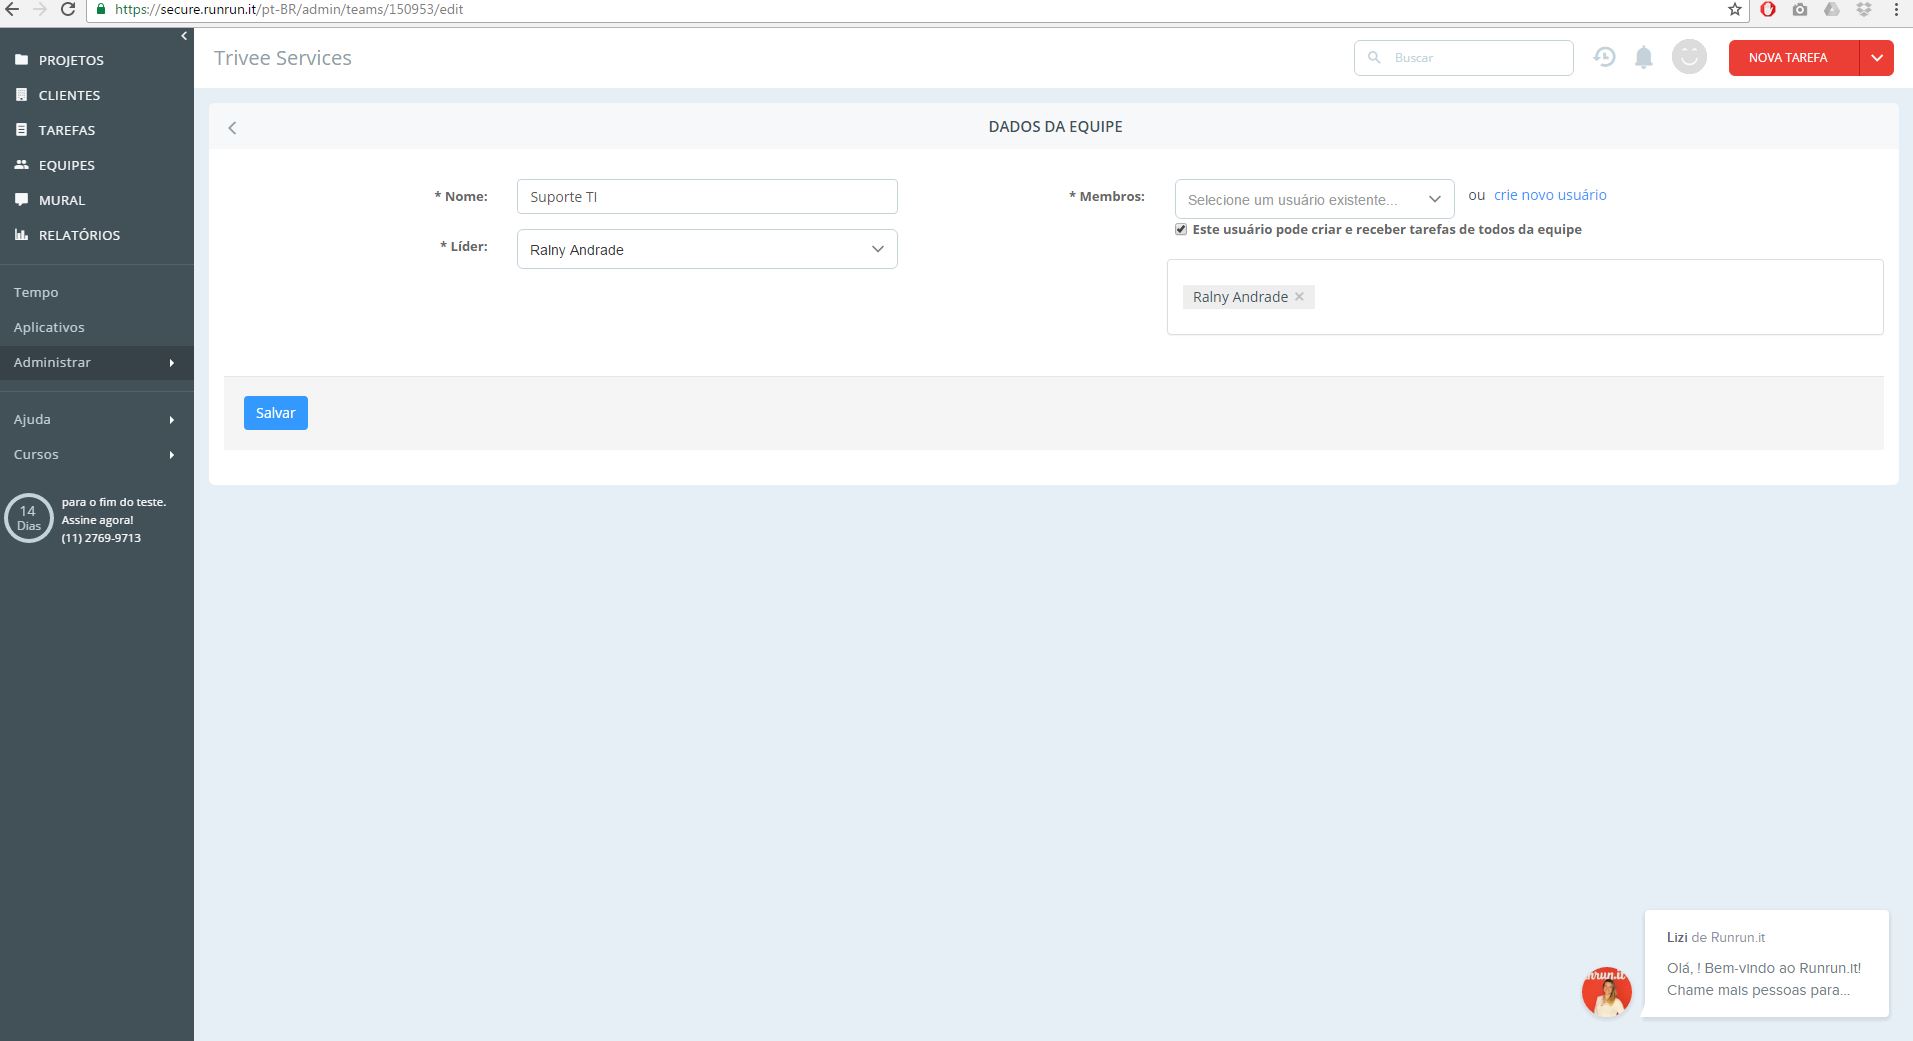 https://secure.runrun.it/pt-BR/admin/teams/150953/edit
PROJETOS
CLIENTES
TAREFAS
EQUIPES
MURAL
RELATÓRIOS
Tempo
Aplicativos
Administrar
Ajuda
Cursos
14
Dias
para o fim do teste.
Assine agora!
(11) 2769-9713
Trivee Services
Buscar
NOVA TAREFA
DADOS DA EQUIPE
* Nome:
Suporte TI
* Líder:
Ralny Andrade
* Membros:
Selecione um usuário existente...
ou crie novo usuário
Este usuário pode criar e receber tarefas de todos da equipe
Ralny Andrade
Salvar
Lizi de Runrun.it
Olá, ! Bem-vindo ao Runrun.it!
Chame mais pessoas para...